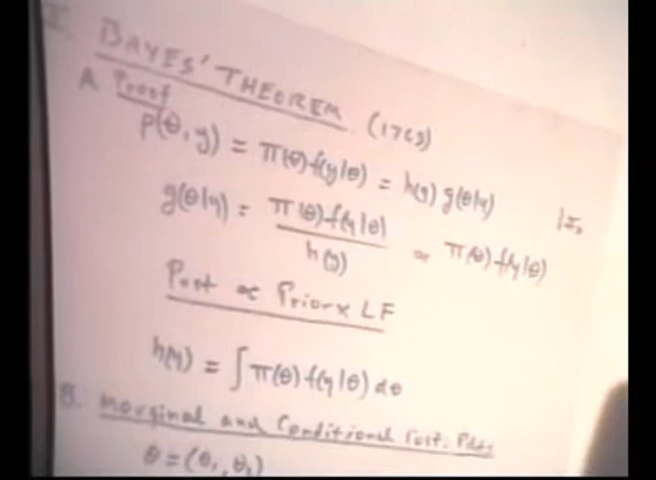 I. BAYES' THEOREM (1763)
A Proof
p(θ,y) = π(θ)f(y|θ) = h(y) g(θ|y)
g(θ|y) = π(θ)f(y|θ) / h(y) ∝ π(θ)f(y|θ)
Post ∝ Prior x LF
h(y) = ∫π(θ)f(y|θ)dθ
B. Marginal and Conditional Post. Pdfs
θ = (θ₁, θ₂)